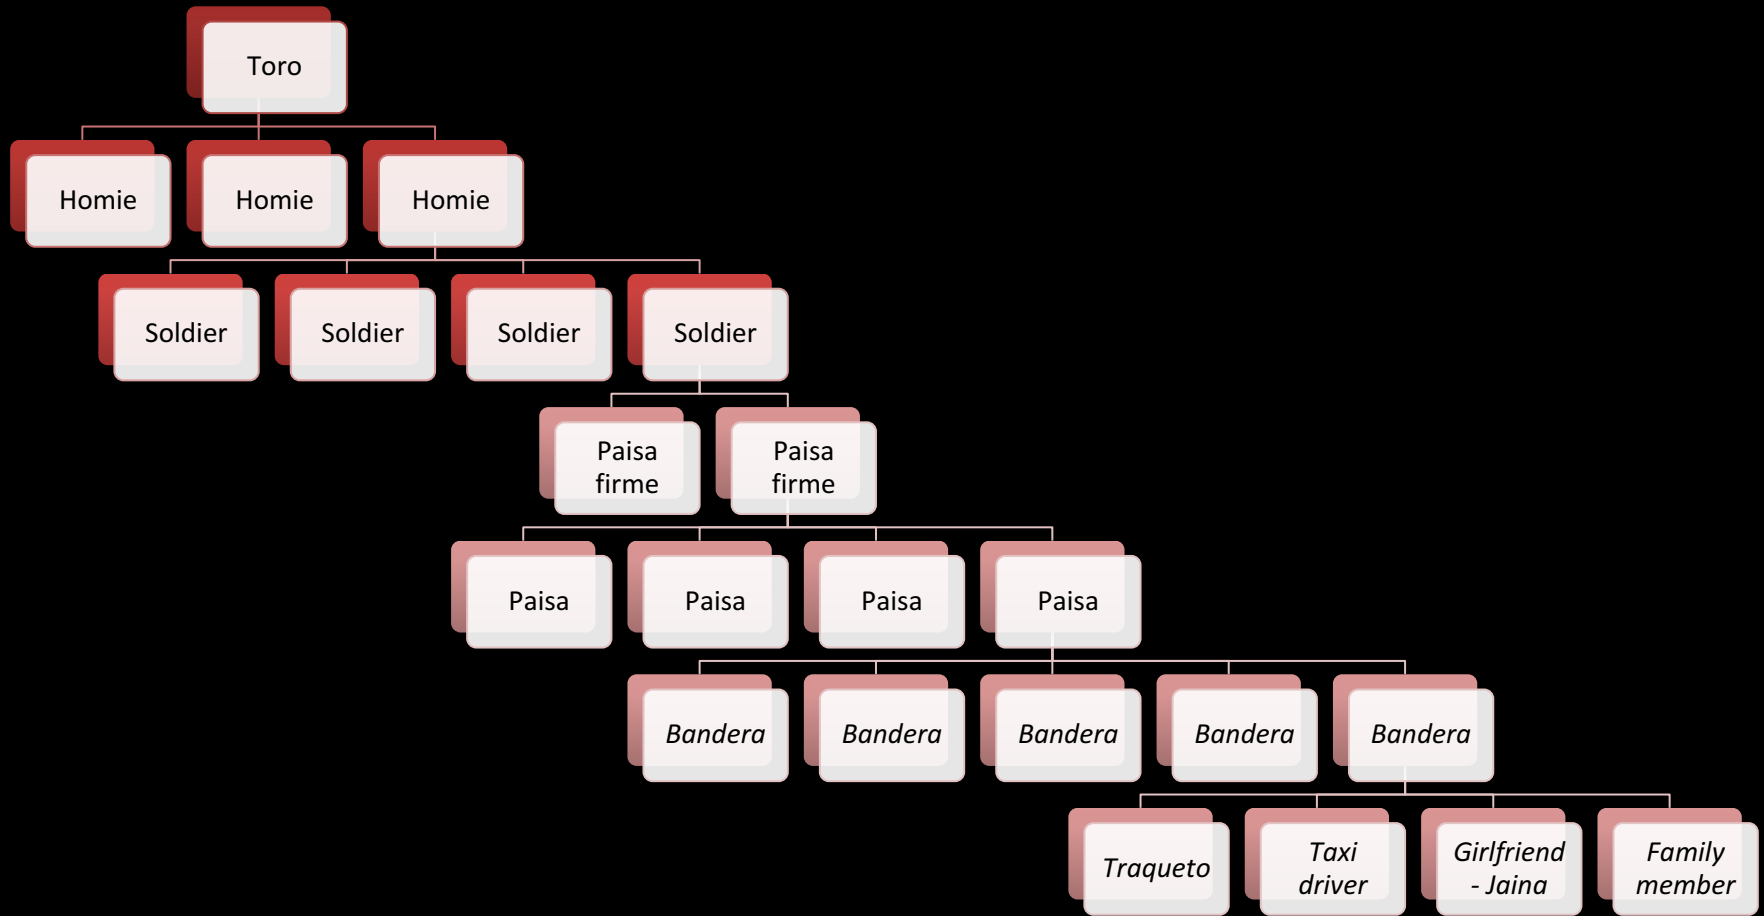 Toro
Homie
Homie
Homie
Soldier
Soldier
Soldier
Soldier
Paisa
firme
Paisa
firme
Paisa
Paisa
Paisa
Paisa
Bandera
Bandera
Bandera
Bandera
Bandera
Traqueto
Taxi
driver
Girlfriend
- Jaina
Family
member